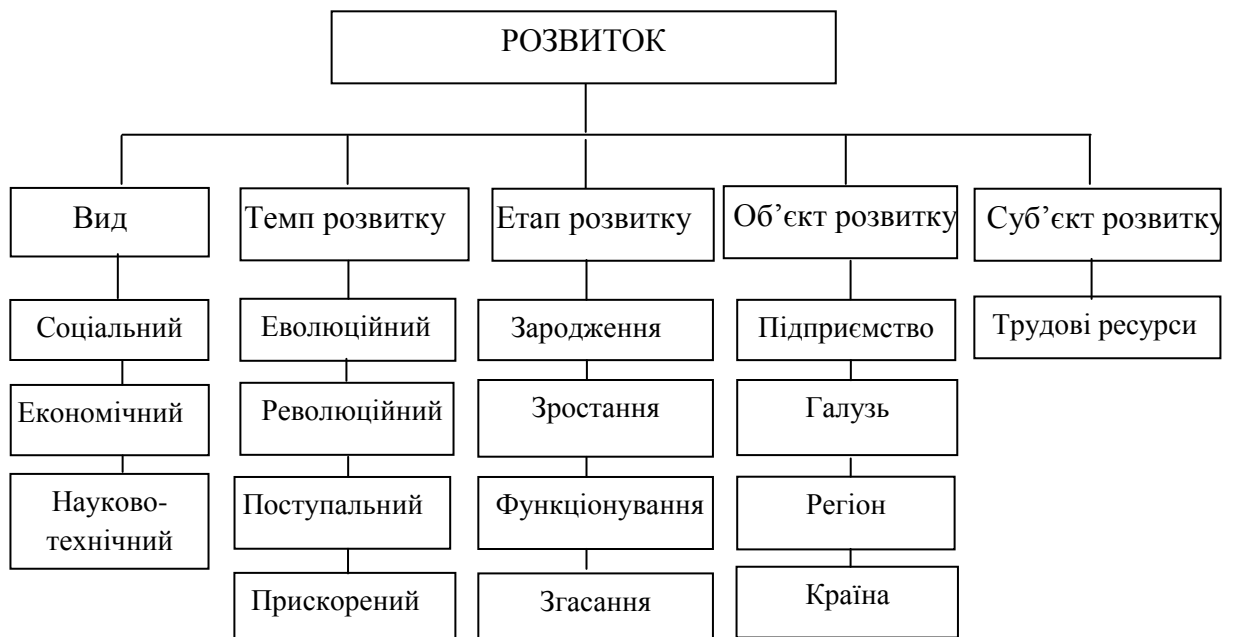 РОЗВИТОК
Вид
Темп розвитку
Етап розвитку
Об’єкт розвитку
Суб’єкт розвитку
Соціальний
Еволюційний
Зародження
Підприємство
Трудові ресурси
Економічний
Революційний
Зростання
Галузь
Науково-
технічний
Поступальний
Функціонування
Регіон
Прискорений
Згасання
Країна